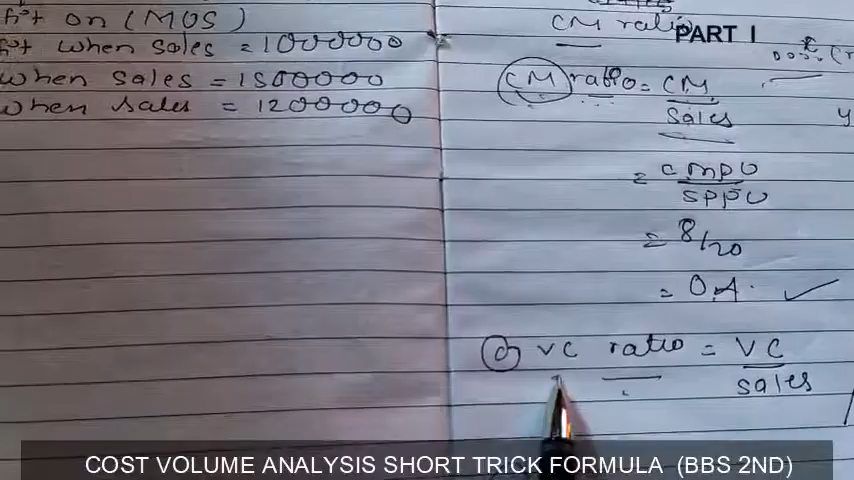 on (MOS)
when sales = 1000000
when sales = 1500000
when sales = 1200000
CM ratio
PART I
CM ratio = CM
sales
= cmpu
sppu
= 8/20
= 0.4.
c) VC ratio = VC
sales
COST VOLUME ANALYSIS SHORT TRICK FORMULA (BBS 2ND)